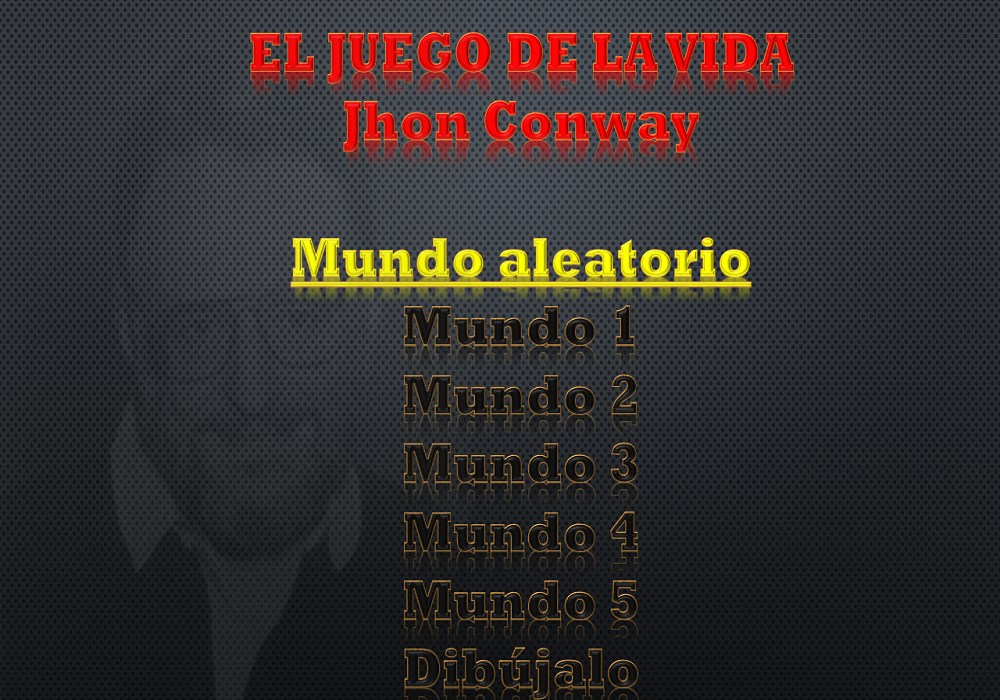 EL JUEGO DE LA VIDA
Jhon Conway
Mundo aleatorio
Mundo 1
Mundo 2
Mundo 3
Mundo 4
Mundo 5
Dibújalo